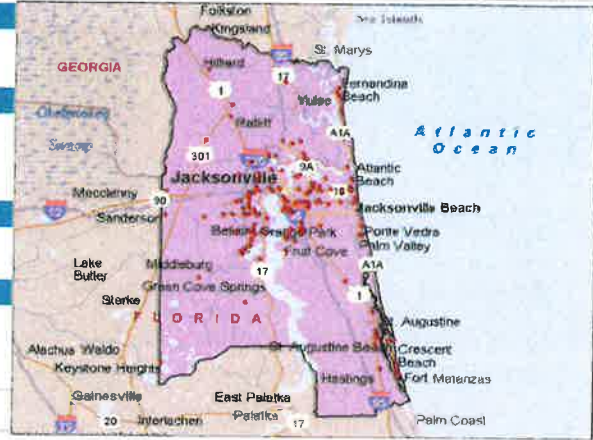 Folkston
Kingsland
Sea Islands
St. Marys
GEORGIA
Hilliard
17
Fernandina
Beach
1
Yulee
Okefenokee
Swamp
A1A
Atlantic
Ocean
301
9A
Atlantic
Beach
Jacksonville
Macclenny
90
10
Jacksonville Beach
Sanderson
Bellair
Park
Ponte Vedra
Palm Valley
Fruit Cove
Lake
Butler
Middleburg
17
A1A
Green Cove Springs
1
Starke
FLORIDA
St. Augustine
Alachua Waldo
St. Augustine Beach
Crescent
Beach
Keystone Heights
Hastings
Fort Matanzas
Gainesville
East Palatka
Palatka
20
Interlachen
17
Palm Coast